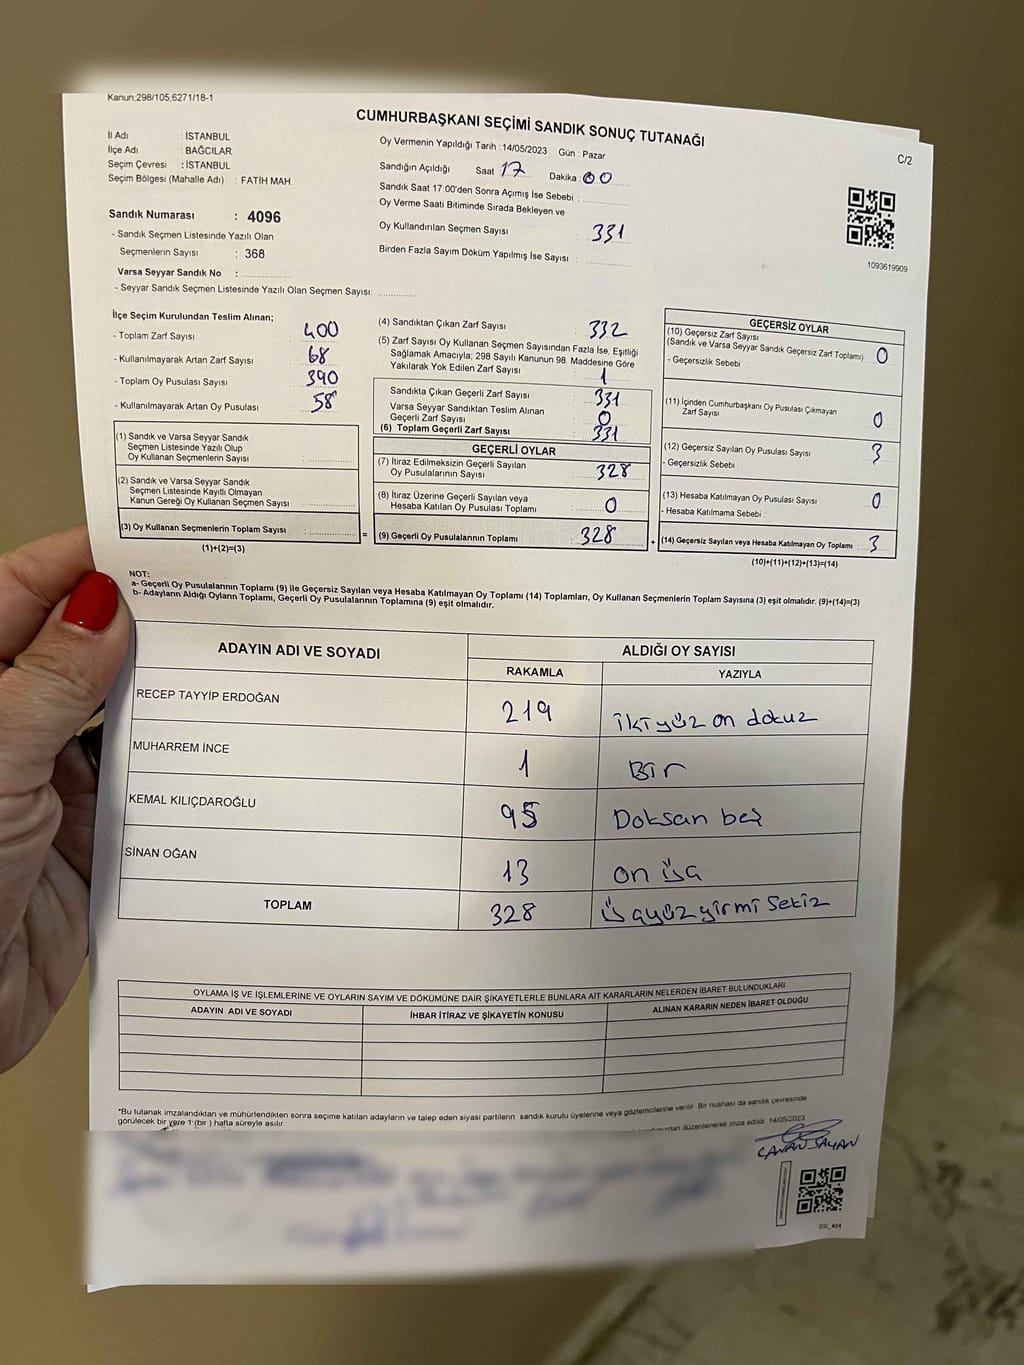 Kanun;298/105,6271/18-1
CUMHURBAŞKANI SEÇİMİ SANDIK SONUÇ TUTANAĞI
C/2
İl Adı : İSTANBUL
İlçe Adı : BAĞCILAR
Seçim Çevresi : İSTANBUL
Seçim Bölgesi (Mahalle Adı) : FATİH MAH.
Sandık Numarası : 4096
- Sandık Seçmen Listesinde Yazılı Olan
Seçmenlerin Sayısı : 368
Varsa Seyyar Sandık No :
- Seyyar Sandık Seçmen Listesinde Yazılı Olan Seçmen Sayısı:
Oy Vermenin Yapıldığı Tarih : 14/05/2023 Gün : Pazar
Sandığın Açıldığı Saat 17 Dakika : 00
Sandık Saat 17:00'den Sonra Açımış İse Sebebi :
Oy Verme Saati Bitiminde Sırada Bekleyen ve
Oy Kullandırılan Seçmen Sayısı : 331
Birden Fazla Sayım Döküm Yapılmış İse Sayısı :
1093619909
İlçe Seçim Kurulundan Teslim Alınan;
- Toplam Zarf Sayısı : 400
- Kullanılmayarak Artan Zarf Sayısı : 68
- Toplam Oy Pusulası Sayısı : 390
- Kullanılmayarak Artan Oy Pusulası : 58
(1) Sandık ve Varsa Seyyar Sandık
Seçmen Listesinde Yazılı Olup
Oy Kullanan Seçmenlerin Sayısı :
(2) Sandık ve Varsa Seyyar Sandık
Seçmen Listesinde Kayıtlı Olmayan
Kanun Gereği Oy Kullanan Seçmen Sayısı :
(3) Oy Kullanan Seçmenlerin Toplam Sayısı : =
(1)+(2)=(3)
(4) Sandıktan Çıkan Zarf Sayısı : 332
(5) Zarf Sayısı Oy Kullanan Seçmen Sayısından Fazla İse, Eşitliği
Sağlamak Amacıyla; 298 Sayılı Kanunun 98. Maddesine Göre
Yakılarak Yok Edilen Zarf Sayısı : 1
Sandıkta Çıkan Geçerli Zarf Sayısı : 331
Varsa Seyyar Sandıktan Teslim Alınan
Geçerli Zarf Sayısı : 0
(6) Toplam Geçerli Zarf Sayısı : 331
GEÇERLİ OYLAR
(7) İtiraz Edilmeksizin Geçerli Sayılan
Oy Pusulalarının Sayısı : 328
(8) İtiraz Üzerine Geçerli Sayılan veya
Hesaba Katılan Oy Pusulası Toplamı : 0
(9) Geçerli Oy Pusulalarının Toplamı : 328 +
GEÇERSİZ OYLAR
(10) Geçersiz Zarf Sayısı
(Sandık ve Varsa Seyyar Sandık Geçersiz Zarf Toplamı) : 0
- Geçersizlik Sebebi :
(11) İçinden Cumhurbaşkanı Oy Pusulası Çıkmayan
Zarf Sayısı : 0
(12) Geçersiz Sayılan Oy Pusulası Sayısı : 3
- Geçersizlik Sebebi :
(13) Hesaba Katılmayan Oy Pusulası Sayısı : 0
- Hesaba Katılmama Sebebi :
(14) Geçersiz Sayılan veya Hesaba Katılmayan Oy Toplamı : 3
(10)+(11)+(12)+(13)=(14)
NOT:
a- Geçerli Oy Pusulalarının Toplamı (9) ile Geçersiz Sayılan veya Hesaba Katılmayan Oy Toplamı (14) Toplamları, Oy Kullanan Seçmenlerin Toplam Sayısına (3) eşit olmalıdır. (9)+(14)=(3)
b- Adayların Aldığı Oyların Toplamı, Geçerli Oy Pusulalarının Toplamına (9) eşit olmalıdır.
ADAYIN ADI VE SOYADI ALDIĞI OY SAYISI
RAKAMLA YAZIYLA
RECEP TAYYİP ERDOĞAN 219 iki yüz on dokuz
MUHARREM İNCE 1 Bir
KEMAL KILIÇDAROĞLU 95 Doksan beş
SİNAN OĞAN 13 on üç
TOPLAM 328 üçyüzyirmi sekiz
OYLAMA İŞ VE İŞLEMLERİNE VE OYLARIN SAYIM VE DÖKÜMÜNE DAİR ŞİKAYETLERLE BUNLARA AİT KARARLARIN NELERDEN İBARET BULUNDUKLARI
ADAYIN ADI VE SOYADI İHBAR İTİRAZ VE ŞİKAYETİN KONUSU ALINAN KARARIN NEDEN İBARET OLDUĞU
*Bu tutanak imzalandıktan ve mühürlendikten sonra seçime katılan adayların ve talep eden siyasi partilerin sandık kurulu üyelerine veya gözlemcilerine verilir. Bir nushası da sandık çevresinde
görülecek bir yere 1 (bir) hafta süreyle asılır.
düzenlenerek imza edildi. 14/05/2023
CANAN SAYAN